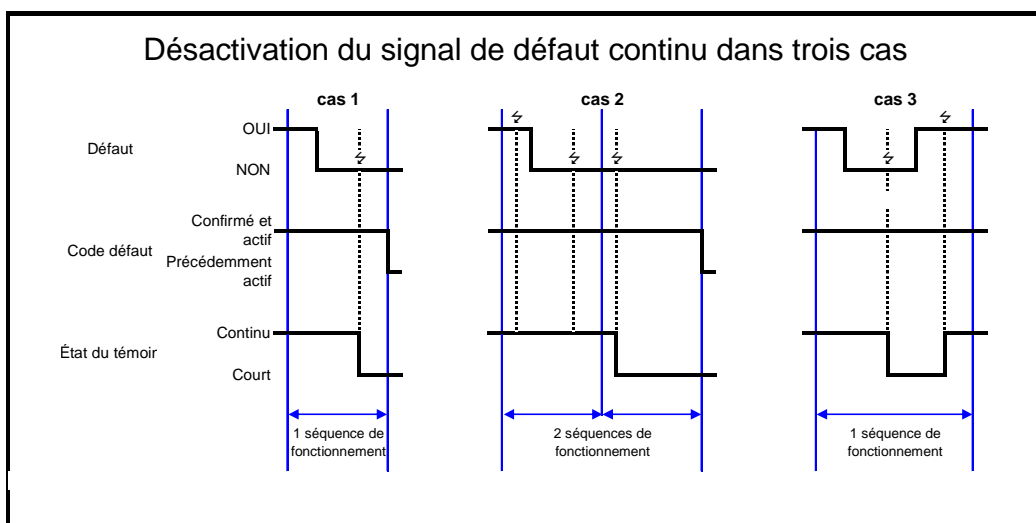 Désactivation du signal de défaut continu dans trois cas
cas 1
cas 2
cas 3
Défaut
OUI
NON
Code défaut
Confirmé et
actif
Précédemment
actif
État du témoir
Continu
Court
1 séquence de
fonctionnement
2 séquences de
fonctionnement
1 séquence de
fonctionnement